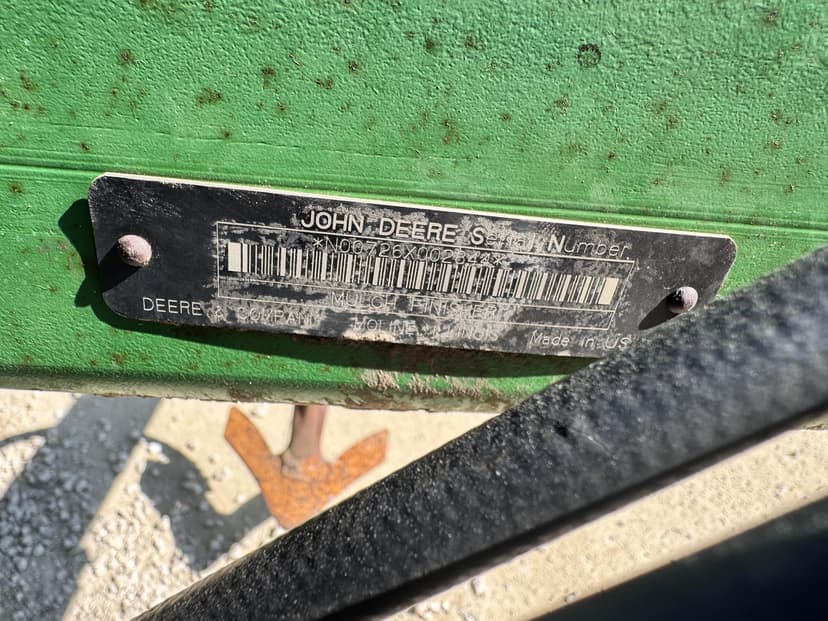 JOHN DEERE Serial Number
*N00726X002644*
MULCH FINISHER
DEERE & COMPANY MOLINE, ILLINOIS Made in US